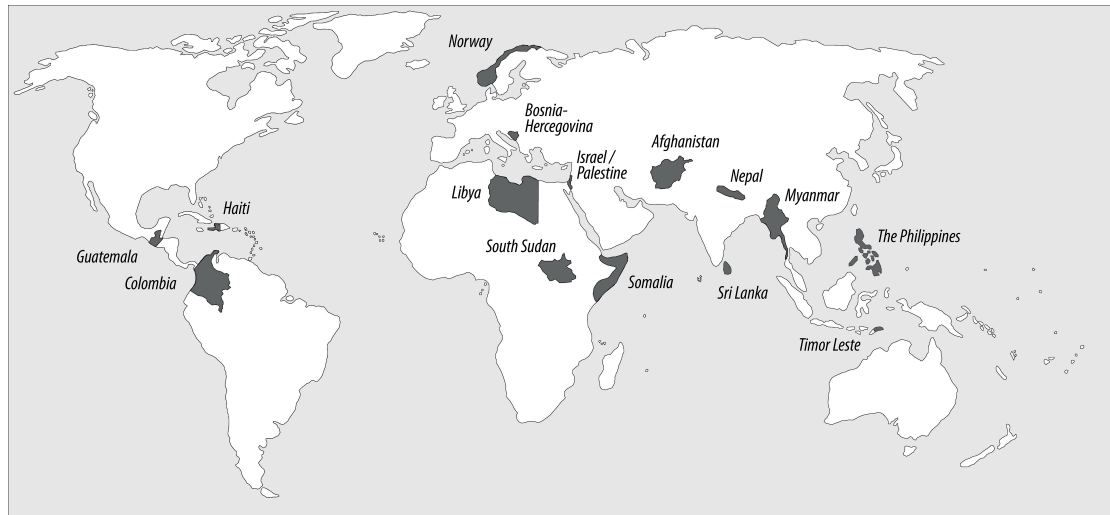 Norway
Bosnia-
Hercegovina
Israel /
Palestine
Afghanistan
Nepal
Myanmar
Libya
Haiti
Guatemala
Colombia
South Sudan
Somalia
Sri Lanka
The Philippines
Timor Leste